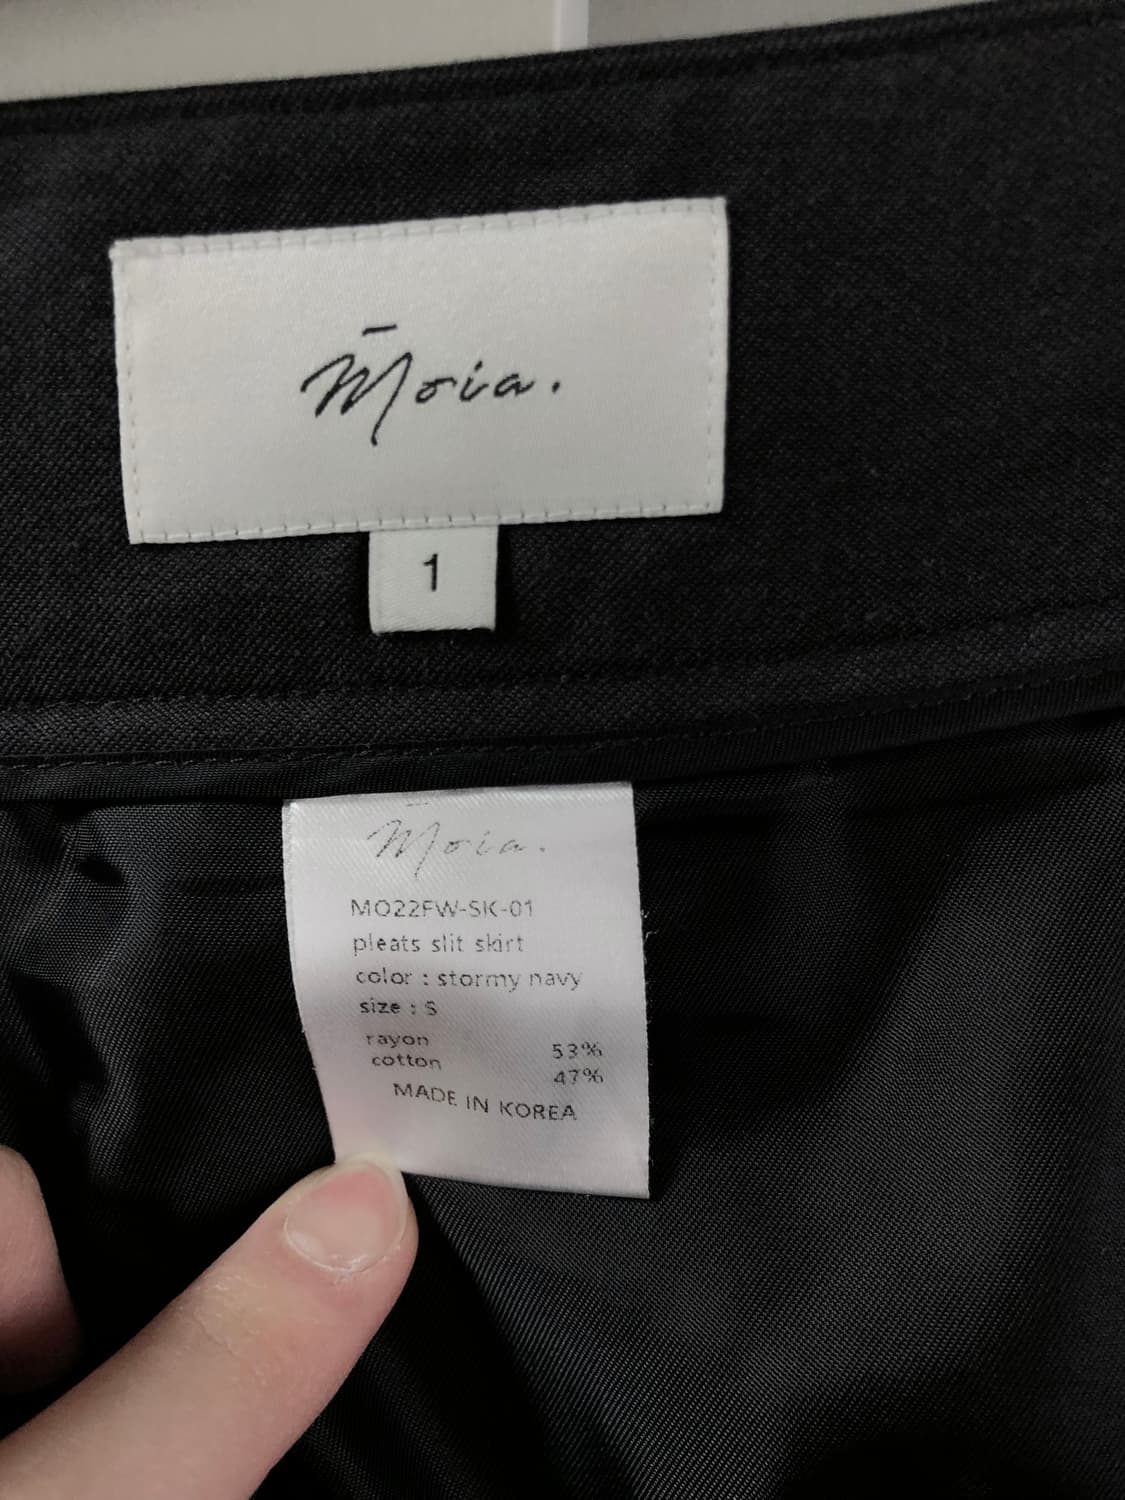 Moia.
1
Moia.
MO22FW-SK-01
pleats slit skirt
color : stormy navy
size : S
rayon 53%
cotton 47%
MADE IN KOREA